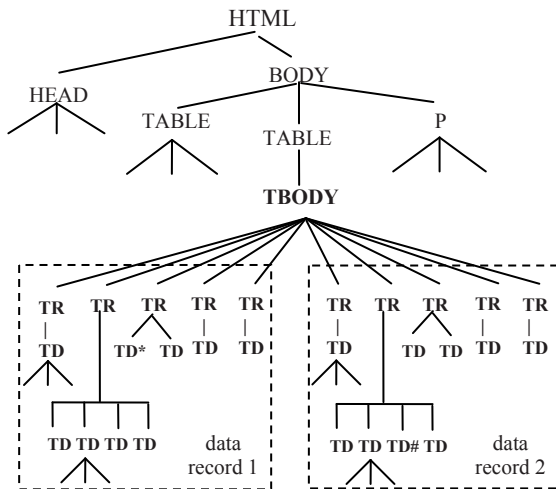 HTML
BODY
HEAD
TABLE P
TABLE
TBODY
TR TR TR TR TR TR TR TR TR TR
TD TD* TD TD TD TD TD TD TD TD
TD TD TD TD TD TD TD# TD
data data
record 1 record 2